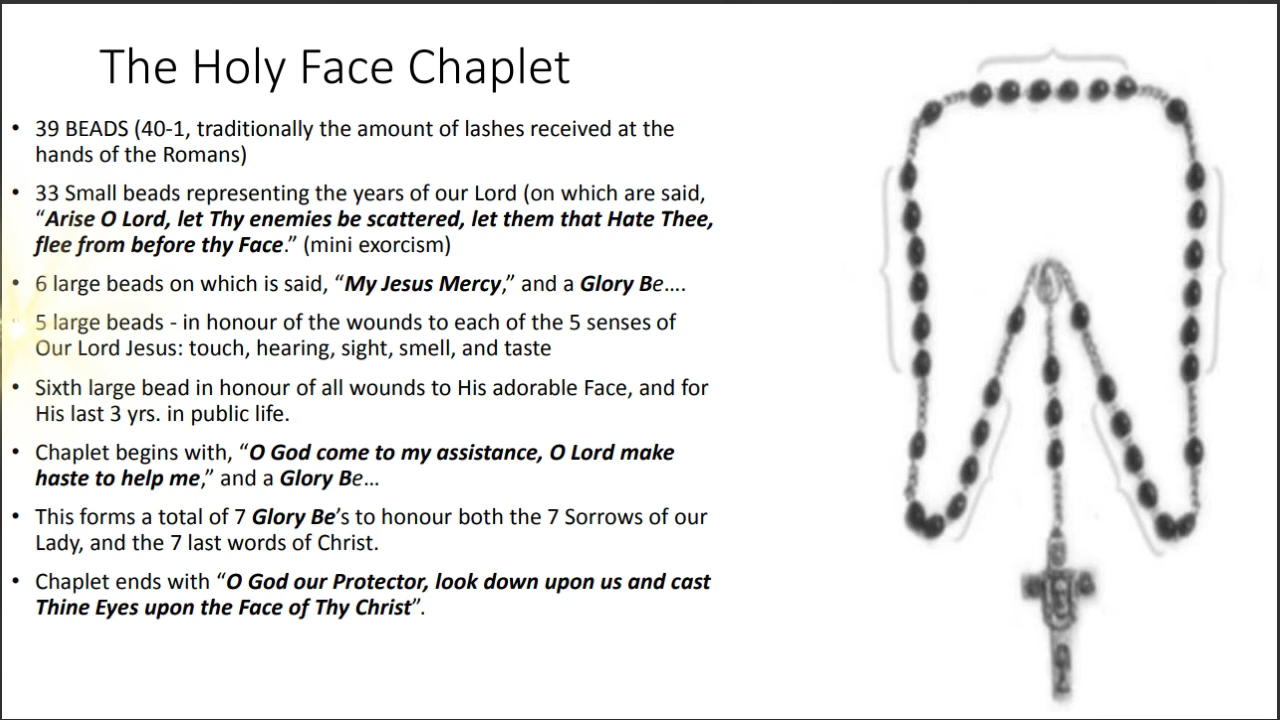 The Holy Face Chaplet
• 39 BEADS (40-1, traditionally the amount of lashes received at the
hands of the Romans)
• 33 Small beads representing the years of our Lord (on which are said,
“Arise O Lord, let Thy enemies be scattered, let them that Hate Thee,
flee from before thy Face.” (mini exorcism)
• 6 large beads on which is said, “My Jesus Mercy,” and a Glory Be….
• 5 large beads - in honour of the wounds to each of the 5 senses of
Our Lord Jesus: touch, hearing, sight, smell, and taste
• Sixth large bead in honour of all wounds to His adorable Face, and for
His last 3 yrs. in public life.
• Chaplet begins with, “O God come to my assistance, O Lord make
haste to help me,” and a Glory Be…
• This forms a total of 7 Glory Be’s to honour both the 7 Sorrows of our
Lady, and the 7 last words of Christ.
• Chaplet ends with “O God our Protector, look down upon us and cast
Thine Eyes upon the Face of Thy Christ”.